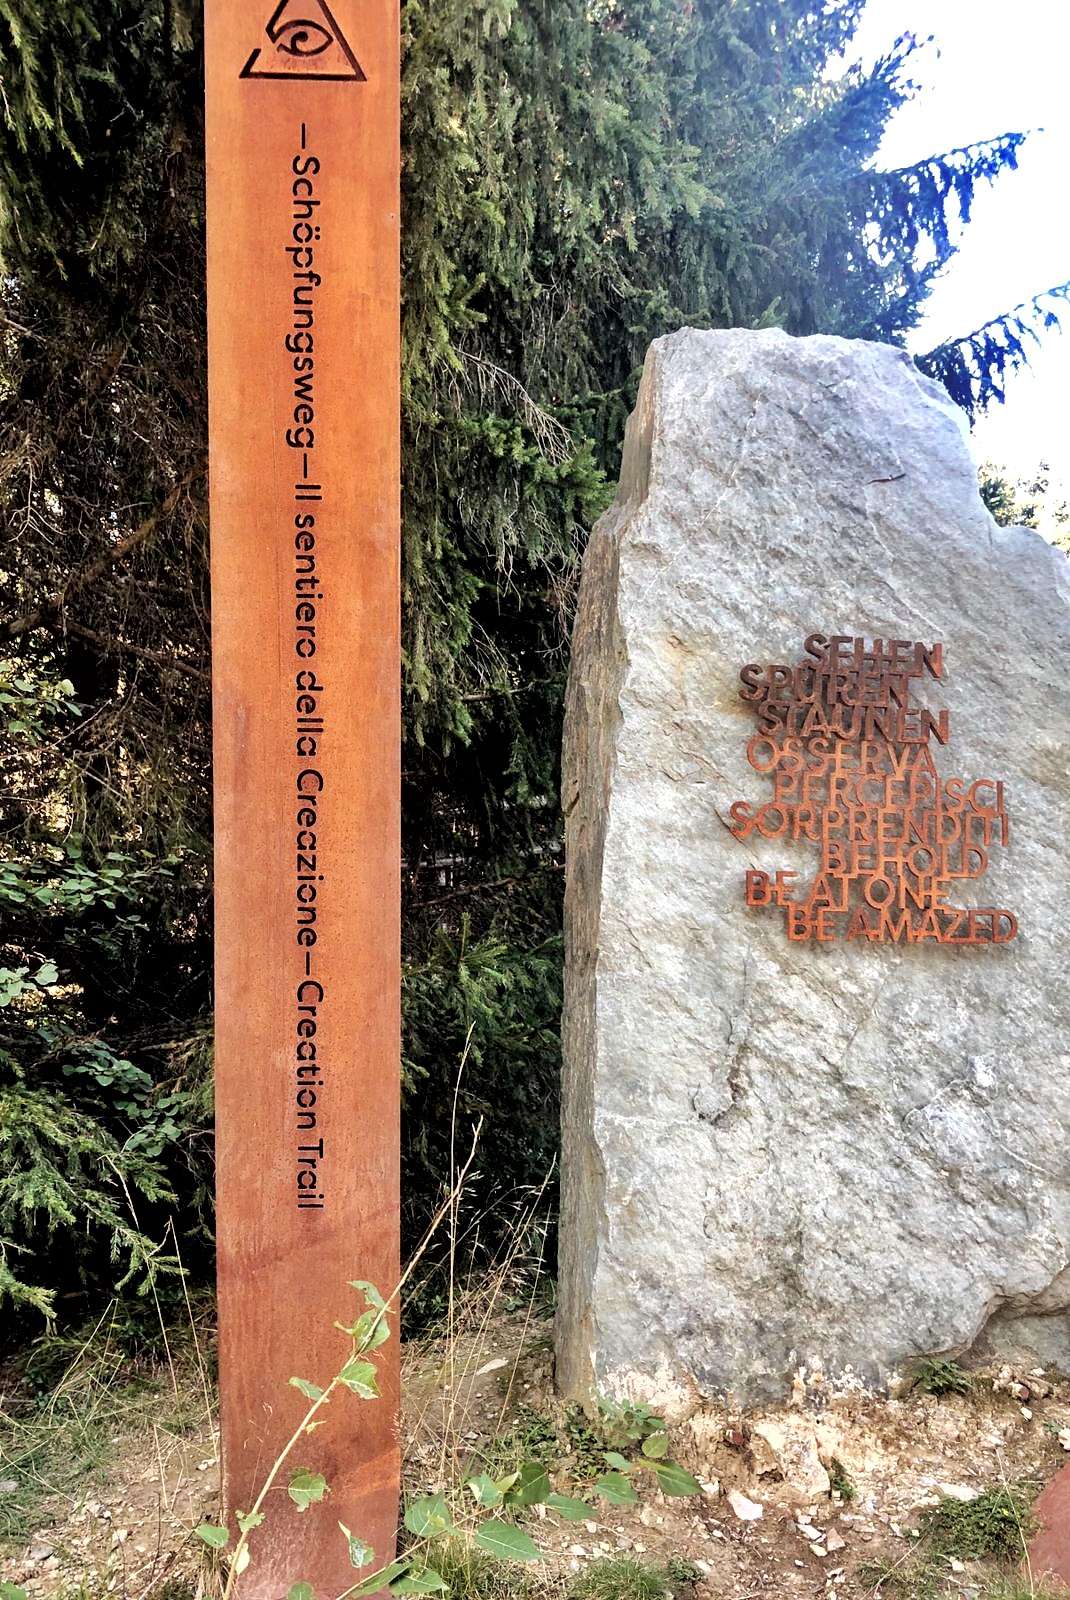 —Schöpfungsweg—Il sentiero della Creazione—Creation Trail
SEHEN
SPÜREN
STAUNEN
OSSERVA
PERCEPISCI
SORPRENDITI
BEHOLD
BE AT ONE
BE AMAZED